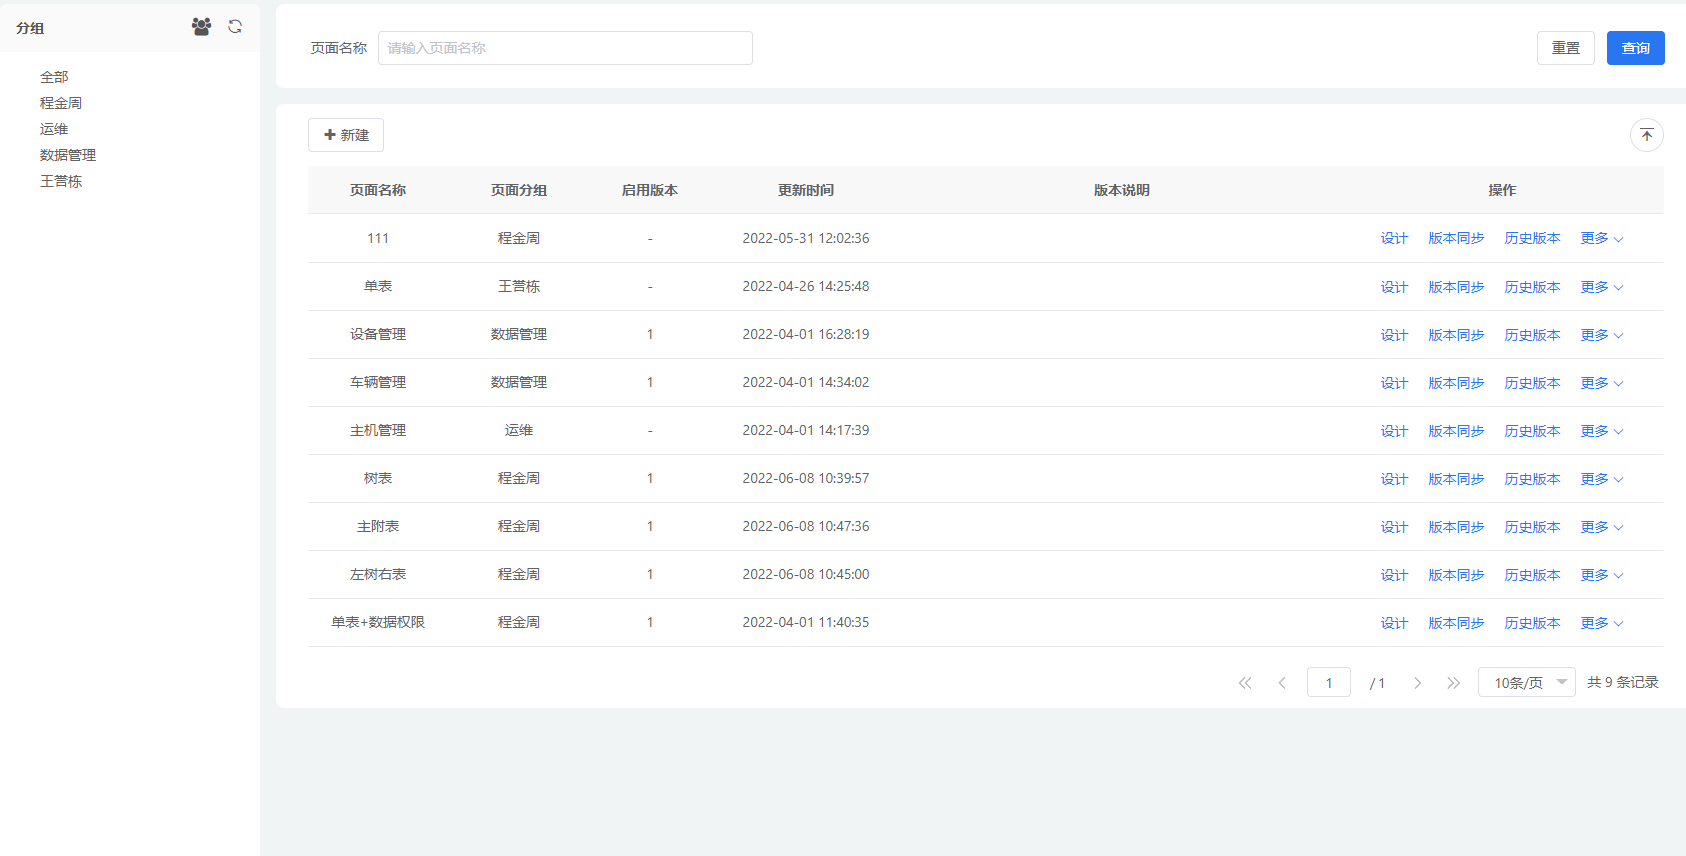 分组
全部
程金周
运维
数据管理
王营栋
页面名称 请输入页面名称 重置 查询
新建
页面名称 页面分组 启用版本 更新时间 版本说明 操作
111 程金周 - 2022-05-31 12:02:36 设计 版本同步 历史版本 更多
单表 王营栋 - 2022-04-26 14:25:48 设计 版本同步 历史版本 更多
设备管理 数据管理 1 2022-04-01 16:28:19 设计 版本同步 历史版本 更多
车辆管理 数据管理 1 2022-04-01 14:34:02 设计 版本同步 历史版本 更多
主机管理 运维 - 2022-04-01 14:17:39 设计 版本同步 历史版本 更多
树表 程金周 1 2022-06-08 10:39:57 设计 版本同步 历史版本 更多
主附表 程金周 1 2022-06-08 10:47:36 设计 版本同步 历史版本 更多
左树右表 程金周 1 2022-06-08 10:45:00 设计 版本同步 历史版本 更多
单表+数据权限 程金周 1 2022-04-01 11:40:35 设计 版本同步 历史版本 更多
1 / 1 10条/页 共 9 条记录